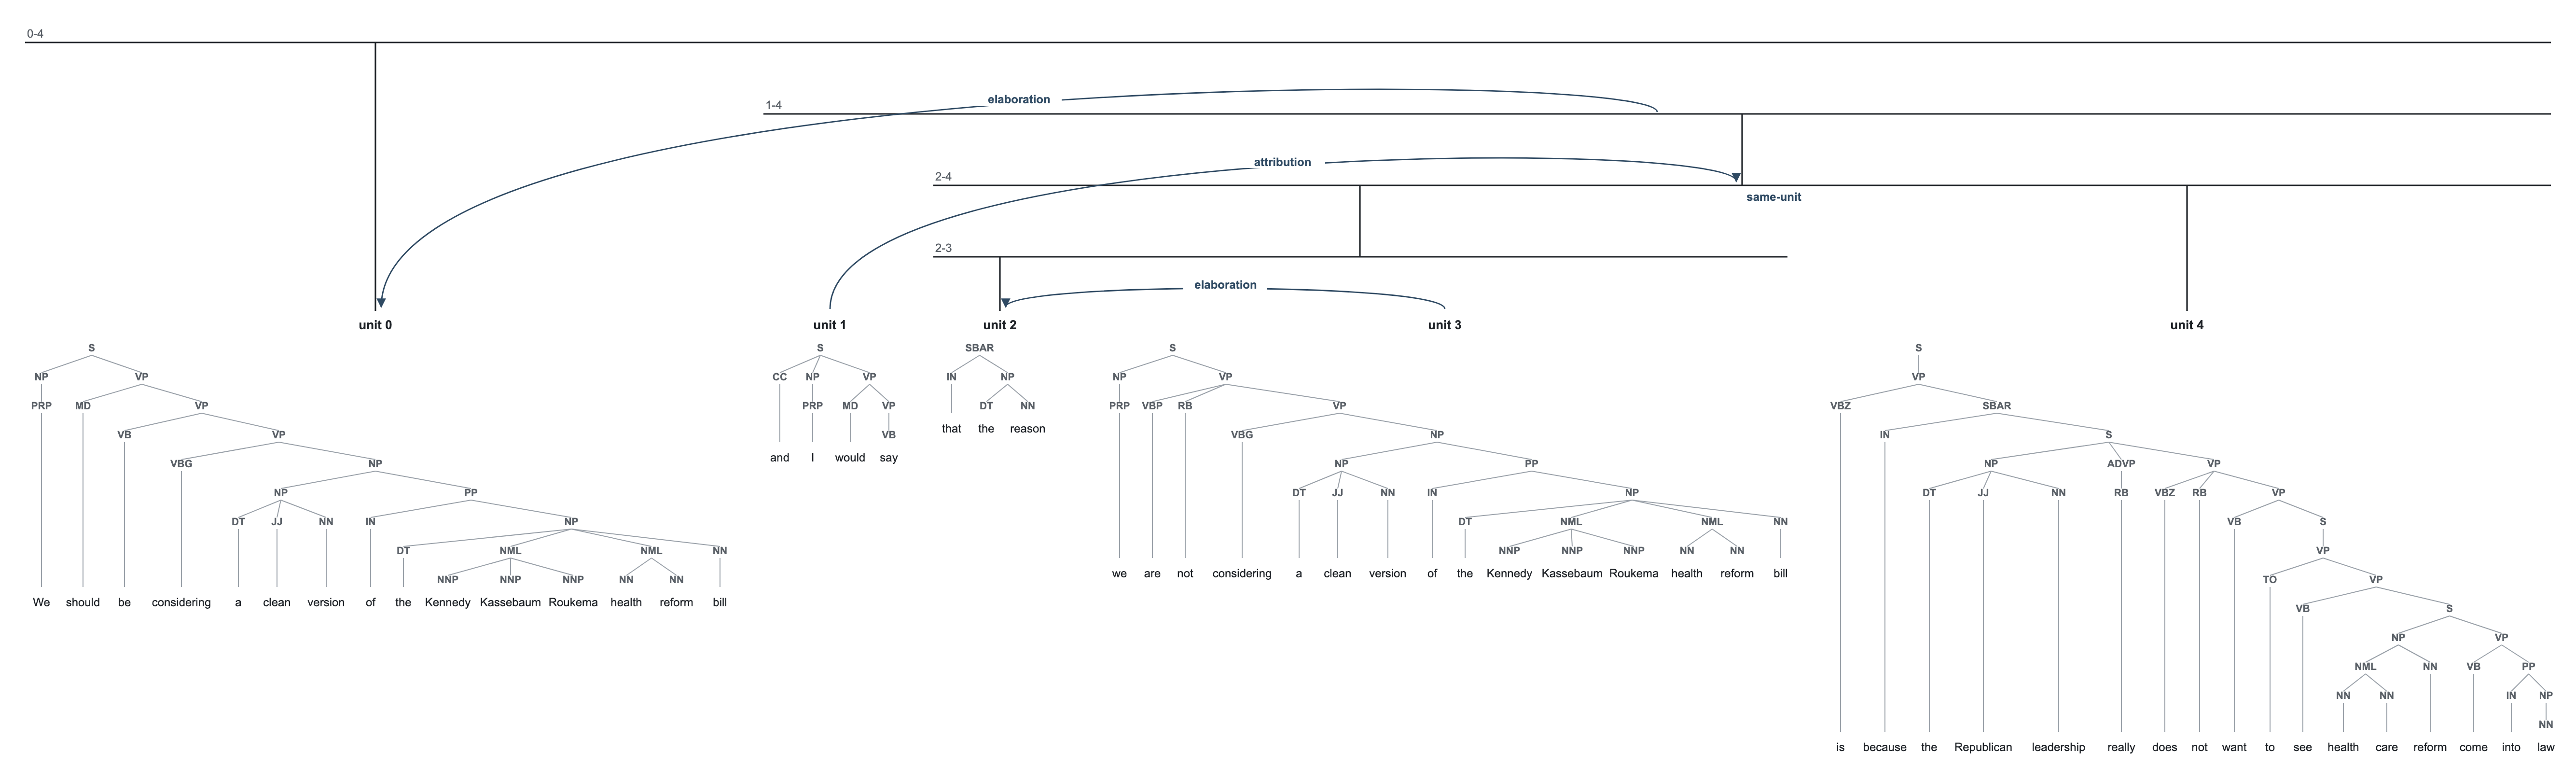 0-4
elaboration
1-4
attribution
2-4
same-unit
2-3
elaboration
unit 0 unit 1 unit 2 unit 3 unit 4
S S SBAR S S
NP VP CC NP VP IN NP NP VP VP
PRP MD VP PRP MD VP DT NN PRP VBP RB VP VBZ SBAR
that the reason
VB VP VB VBG NP IN S
and I would say
VBG NP NP PP NP ADVP VP
NP PP DT JJ NN IN NP DT JJ NN RB VBZ RB VP
DT JJ NN IN NP DT NML NML NN VB S
DT NML NML NN NNP NNP NNP NN NN VP
we are not considering a clean version of the Kennedy Kassebaum Roukema health reform bill
NNP NNP NNP NN NN TO VP
We should be considering a clean version of the Kennedy Kassebaum Roukema health reform bill
VB S
NP VP
NML NN VB PP
NN NN IN NP
NN
is because the Republican leadership really does not want to see health care reform come into law